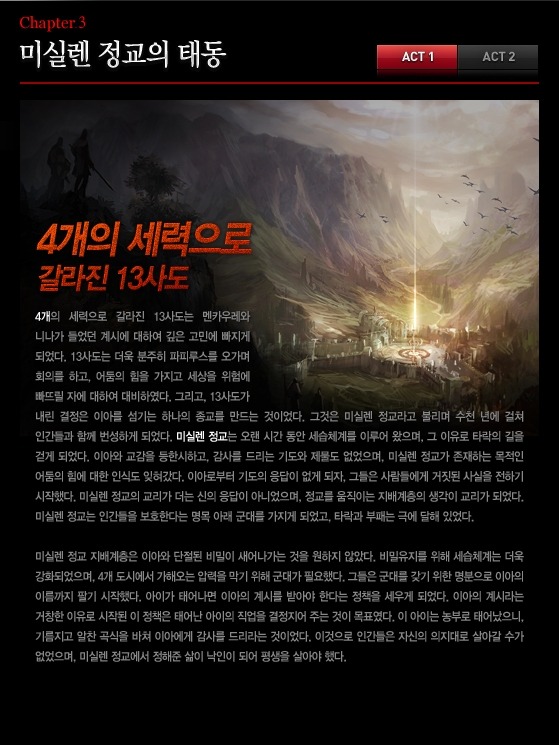 Chapter 3
미실렌 정교의 태동
ACT 1
ACT 2
4개의 세력으로
갈라진 13사도
4개의 세력으로 갈라진 13사도는 멘카우레와
니나가 들었던 계시에 대하여 깊은 고민에 빠지게
되었다. 13사도는 더욱 분주히 파피루스를 오가며
회의를 하고, 어둠의 힘을 가지고 세상을 위험에
빠뜨릴 자에 대하여 대비하였다. 그리고, 13사도가
내린 결정은 이아를 섬기는 하나의 종교를 만드는 것이었다. 그것은 미실렌 정교라고 불리며 수천 년에 걸쳐
인간들과 함께 번성하게 되었다. 미실렌 정교는 오랜 시간 동안 세습체계를 이루어 왔으며, 그 이유로 타락의 길을
걷게 되었다. 이아와 교감을 등한시하고, 감사를 드리는 기도와 제물도 없었으며, 미실렌 정교가 존재하는 목적인
어둠의 힘에 대한 인식도 잊혀갔다. 이아로부터 기도의 응답이 없게 되자, 그들은 사람들에게 거짓된 사실을 전하기
시작했다. 미실렌 정교의 교리가 더는 신의 응답이 아니었으며, 정교를 움직이는 지배계층의 생각이 교리가 되었다.
미실렌 정교는 인간들을 보호한다는 명목 아래 군대를 가지게 되었고, 타락과 부패는 극에 달해 있었다.
미실렌 정교 지배계층은 이아와 단절된 비밀이 새어나가는 것을 원하지 않았다. 비밀유지를 위해 세습체계는 더욱
강화되었으며, 4개 도시에서 가해오는 압력을 막기 위해 군대가 필요했다. 그들은 군대를 갖기 위한 명분으로 이아의
이름까지 팔기 시작했다. 아이가 태어나면 이아의 계시를 받아야 한다는 정책을 세우게 되었다. 이아의 계시라는
거창한 이유로 시작된 이 정책은 태어난 아이의 직업을 결정지어 주는 것이 목표였다. 이 아이는 농부로 태어났으니,
기름지고 알찬 곡식을 바쳐 이아에게 감사를 드리라는 것이었다. 이것으로 인간들은 자신의 의지대로 살아갈 수가
없었으며, 미실렌 정교에서 정해준 삶이 낙인이 되어 평생을 살아야 했다.